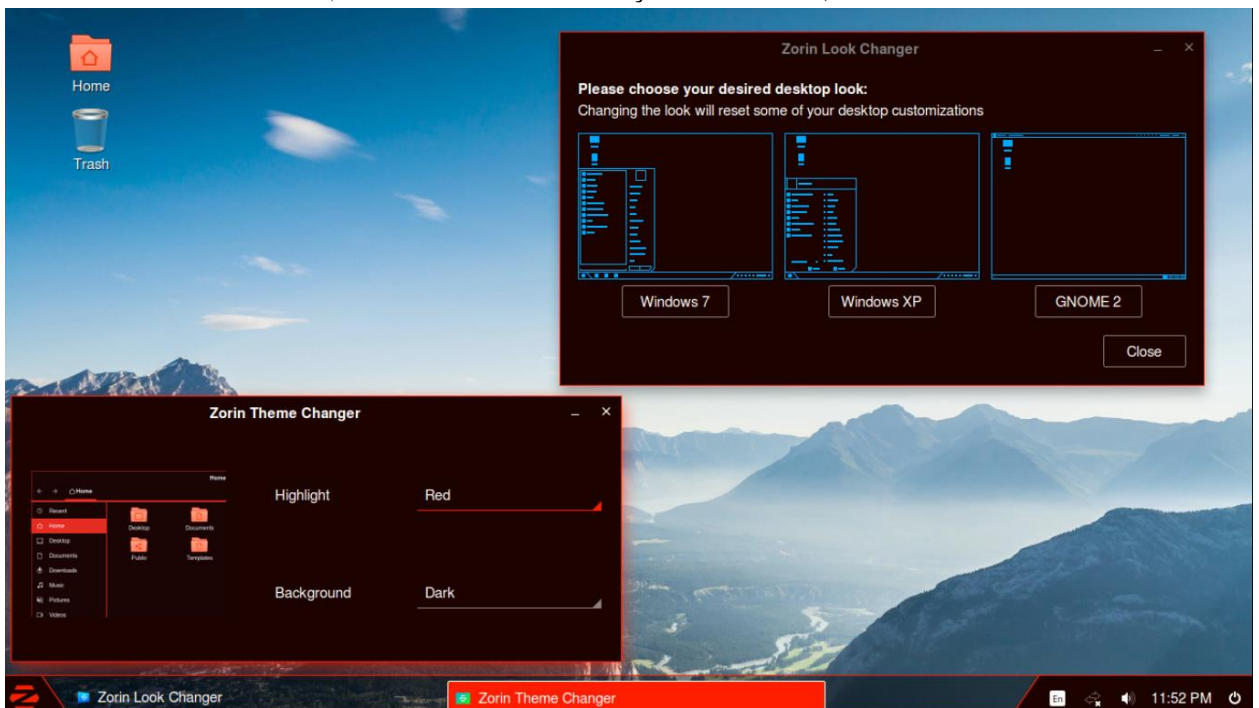 Home
Trash
Zorin Look Changer
Please choose your desired desktop look:
Changing the look will reset some of your desktop customizations
Windows 7
Windows XP
GNOME 2
Close
Zorin Theme Changer
Home
Home
Recent
Home
Desktop
Documents
Downloads
Music
Pictures
Videos
Desktop
Documents
Public
Templates
Highlight
Red
Background
Dark
Zorin Look Changer
Zorin Theme Changer
En
11:52 PM